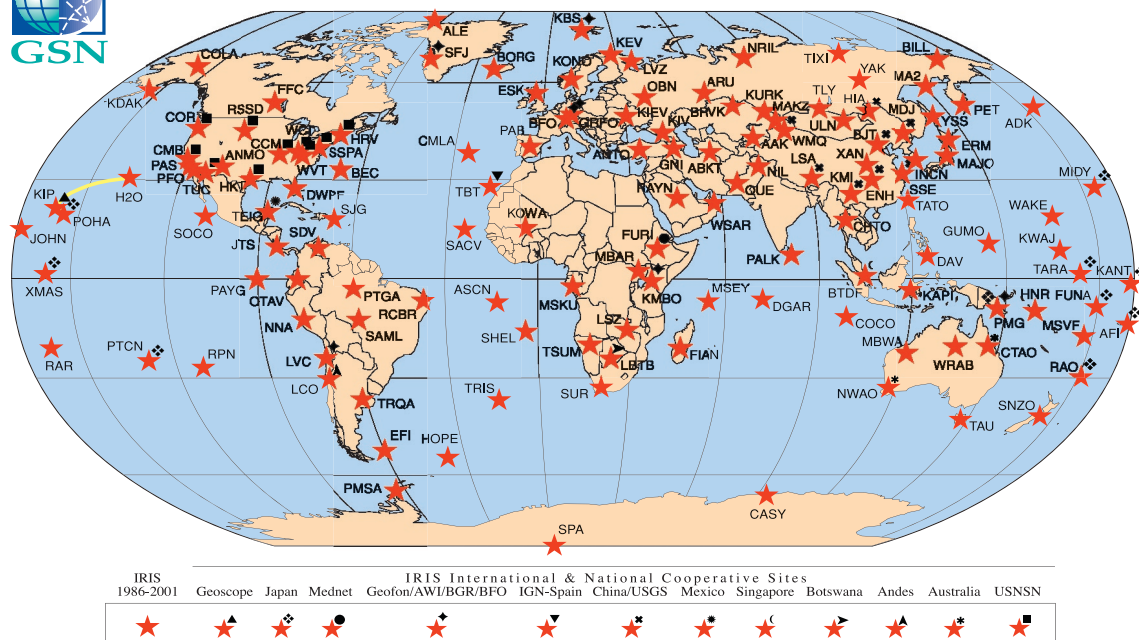 GSN
ALE
KBS
SFJ
BORG
KEV
KONO
LVZ
NRIL
TIXI
BILL
COLA
YAK
MA2
KDAK
FFC
ESK
OBN
ARU
KURK
TLY
HIA
MDJ
PET
ADK
RSSD
COR
HRV
CMLA
PAB
BFO
GRFO
KIEV
KIV
BRVK
MAKZ
ULN
YSS
CMB
PAS
PFO
CCM
WCI
SSPA
ANMO
WVT
BEC
ANTO
GNI
ABKT
AAK
WMQ
BJT
XAN
ERM
MAJO
INCN
KIP
H2O
TUC
HKT
DWPF
TBT
RAYN
QUE
NIL
LSA
KMI
ENH
SSE
TATO
MIDY
POHA
JOHN
SOCO
TEIG
SJG
SDV
JTS
SACV
KOWA
WSAR
CHTO
WAKE
GUMO
KWAJ
FURI
MBAR
PALK
DAV
TARA
KANT
XMAS
PAYG
OTAV
PTGA
RCBR
ASCN
MSKU
KMBO
MSEY
DGAR
BTDF
KAPI
HNR
FUNA
NNA
SAML
SHEL
LSZ
COCO
PMG
MSVF
AFI
MBWA
CTAO
RAR
PTCN
RPN
LVC
LCO
TSUM
LBTB
FIAN
WRAB
RAO
TRQA
TRIS
SUR
NWAO
SNZO
TAU
EFI
HOPE
PMSA
CASY
SPA
IRIS International & National Cooperative Sites
IRIS
1986-2001 Geoscope Japan Mednet Geofon/AWI/BGR/BFO IGN-Spain China/USGS Mexico Singapore Botswana Andes Australia USNSN